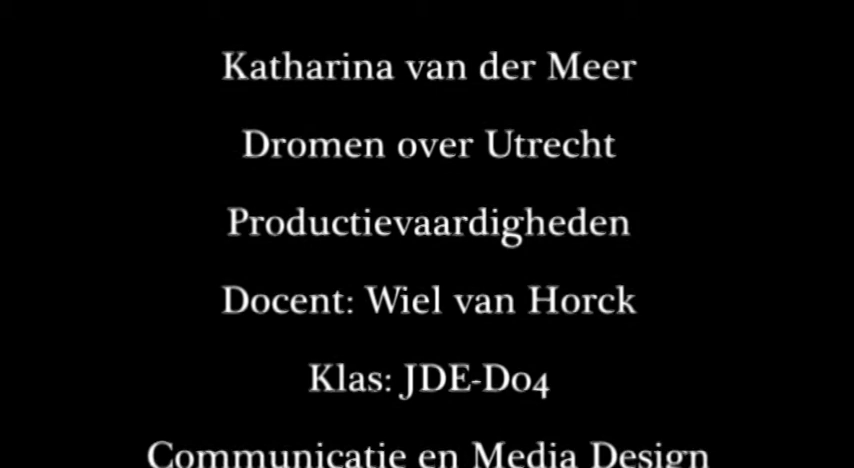 Katharina van der Meer
Dromen over Utrecht
Productievaardigheden
Docent: Wiel van Horck
Klas: JDE-D04
Communicatie en Media Design